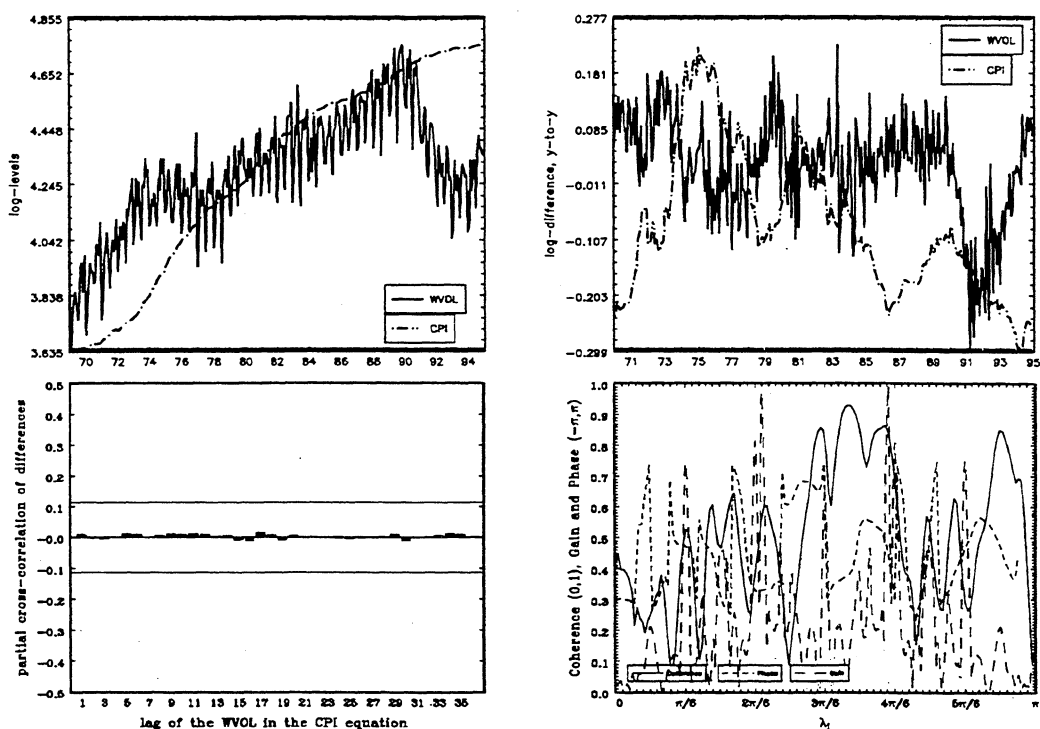 4.855
4.652
4.448
4.245
4.042
3.838
3.635
log-levels
WVOL
CPI
70 72 74 76 78 80 82 84 86 88 90 92 94
0.277
0.181
0.085
-0.011
-0.107
-0.203
-0.299
log-difference, y-to-y
WVOL
CPI
71 73 75 77 79 81 83 85 87 89 91 93 95
0.5
0.4
0.3
0.2
0.1
-0.0
-0.1
-0.2
-0.3
-0.4
-0.5
partial cross-correlation of differences
1 3 5 7 9 11 13 15 17 19 21 23 25 27 29 31 33 35
lag of the WVOL in the CPI equation
1.0
0.9
0.8
0.7
0.6
0.5
0.4
0.3
0.2
0.1
0.0
Coherence (0,1), Gain and Phase (-π,π)
Coherence
Phase
Gain
0 π/6 2π/6 3π/6 4π/6 5π/6 π
λj